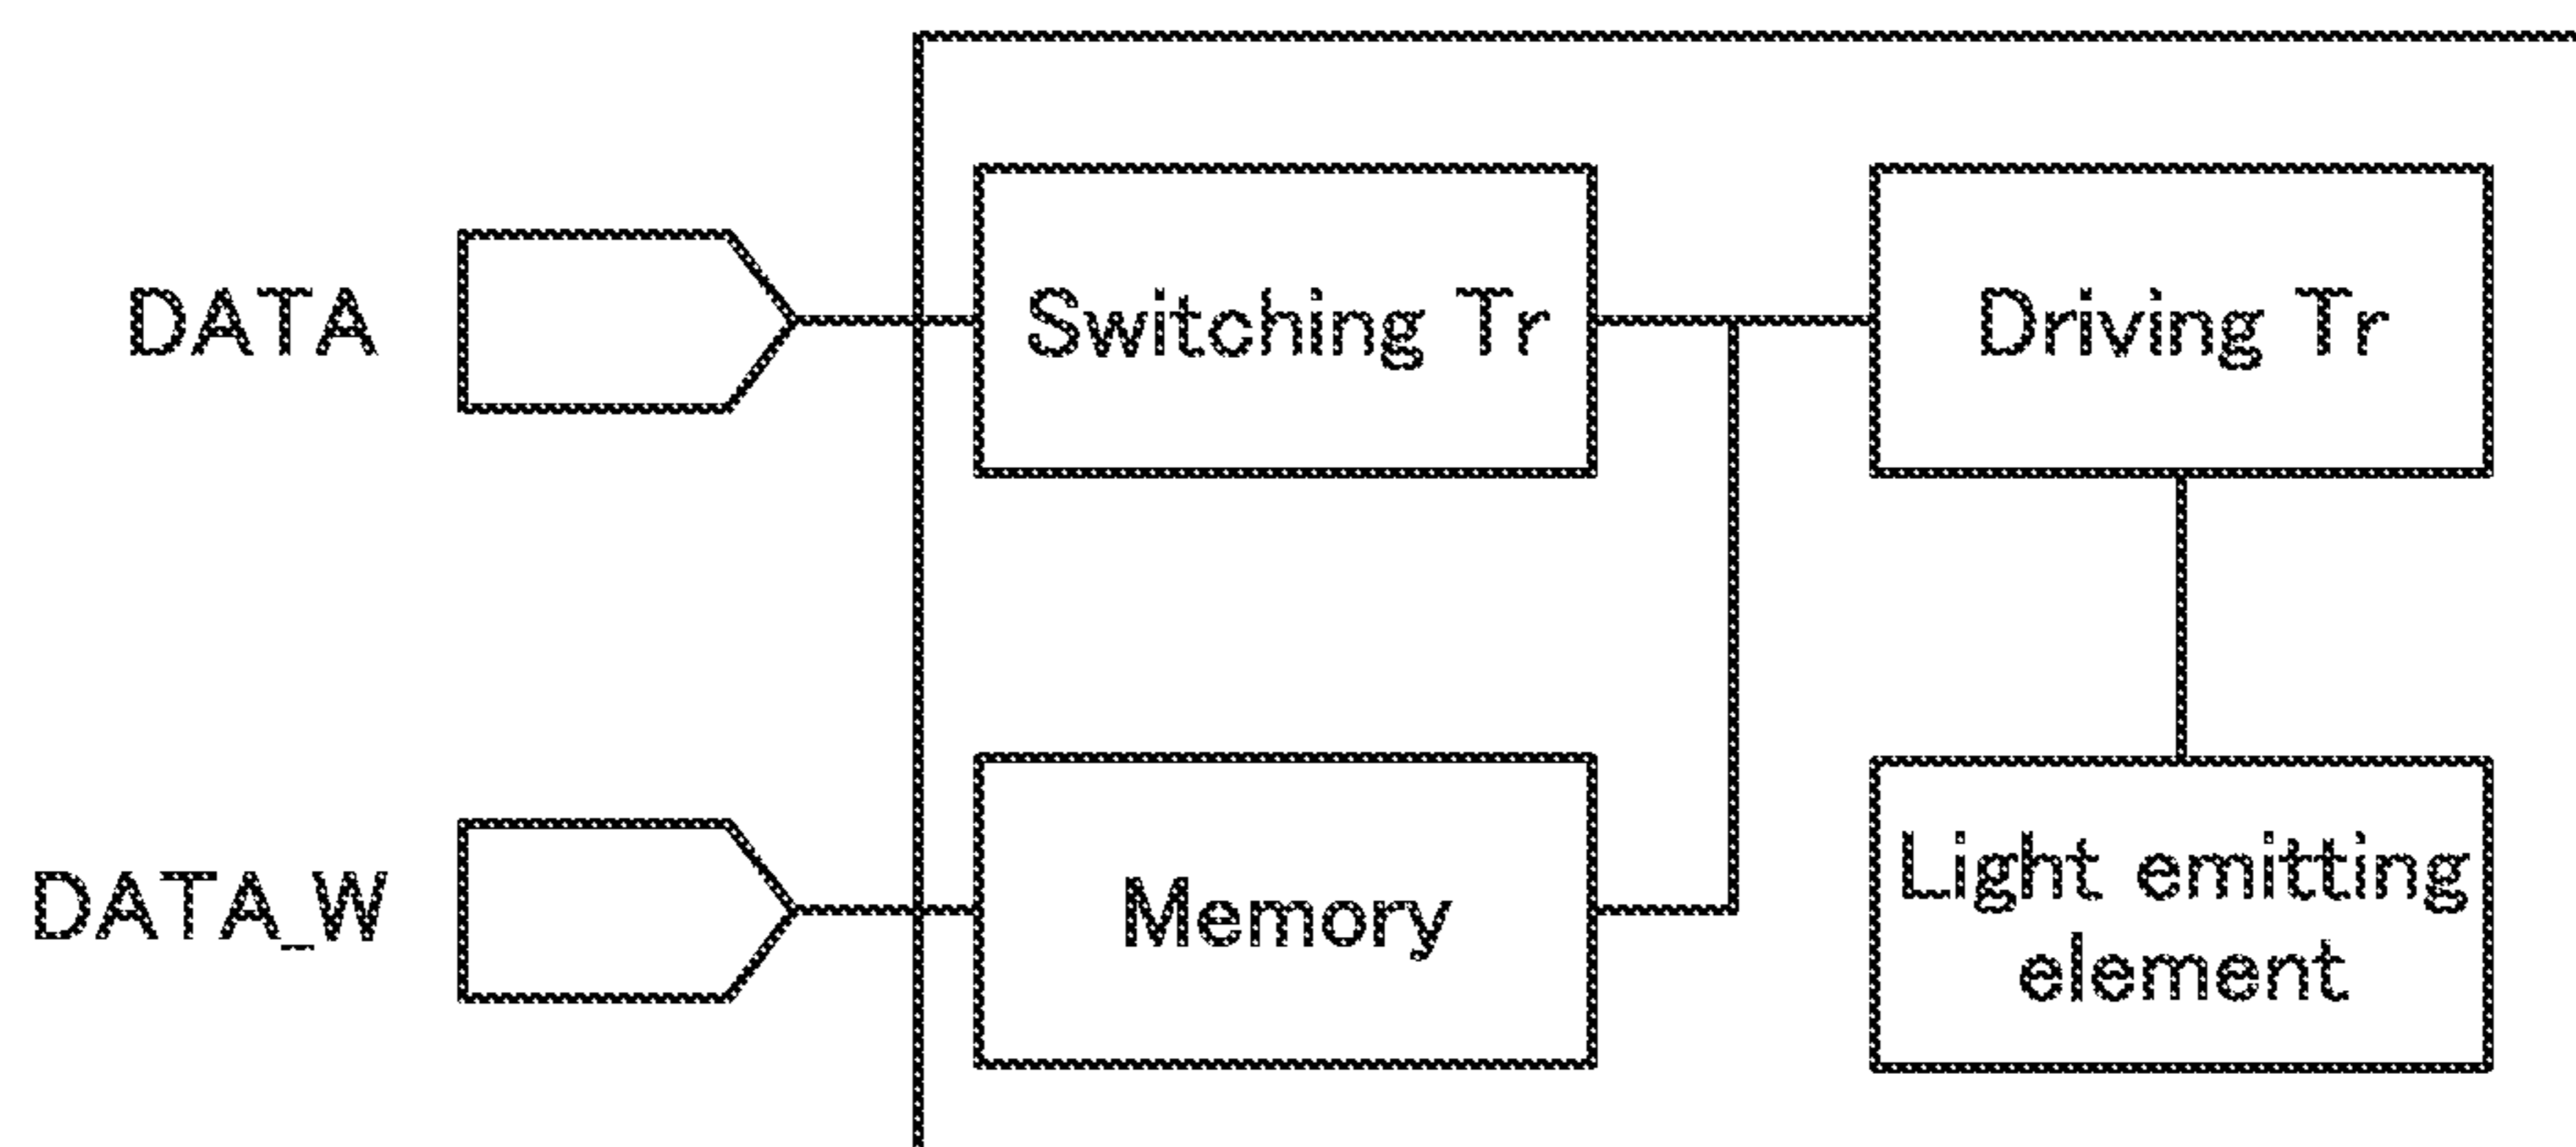 DATA
Switching Tr
Driving Tr
DATA_W
Memory
Light emitting
element